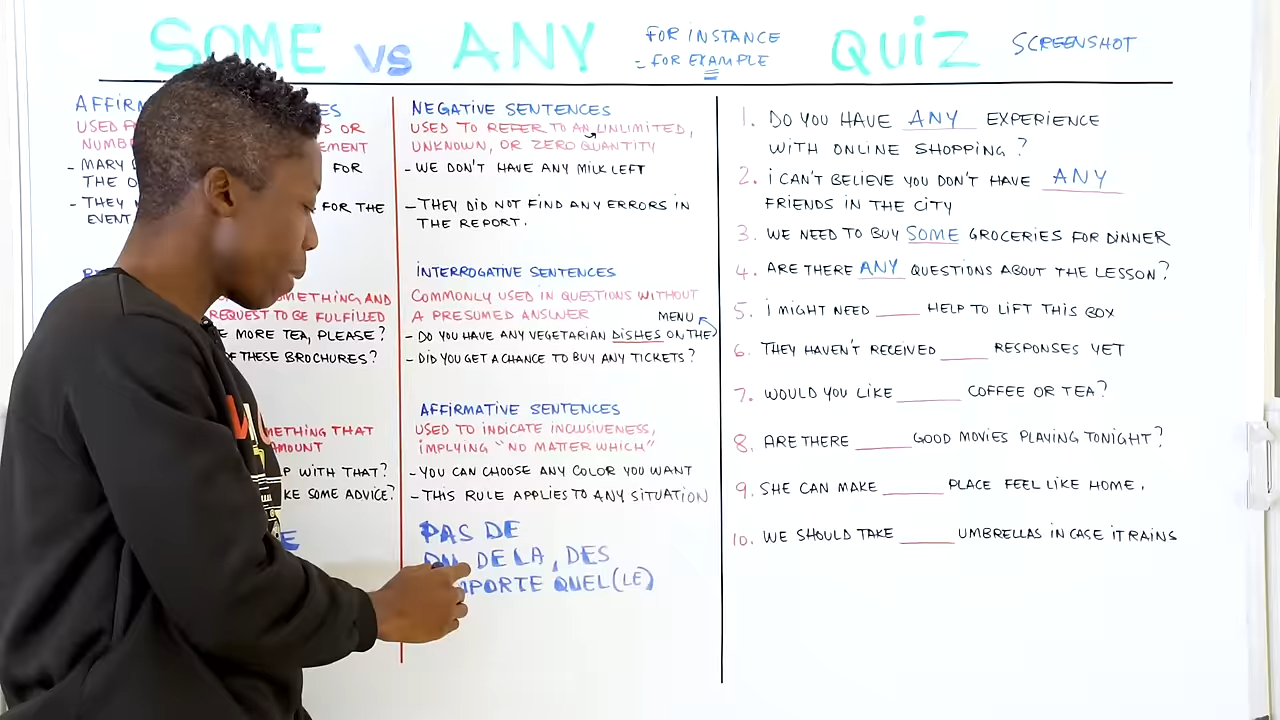 SOME VS ANY
FOR INSTANCE
= FOR EXAMPLE
QUIZ
SCREENSHOT
USED
NUMB
FOR
- MARY
THE O
- THEY
FOR THE
EVENT
SOMETHING AND
REQUEST TO BE FULFILLED
MORE TEA, PLEASE?
OF THESE BROCHURES?
THAT
WITH THAT?
SOME ADVICE?
NEGATIVE SENTENCES
USED TO REFER TO AN UNLIMITED,
UNKNOWN, OR ZERO QUANTITY
- WE DON'T HAVE ANY MILK LEFT
- THEY DID NOT FIND ANY ERRORS IN
THE REPORT.
INTERROGATIVE SENTENCES
COMMONLY USED IN QUESTIONS WITHOUT
A PRESUMED ANSWER
MENU
- DO YOU HAVE ANY VEGETARIAN DISHES ON THE
- DID YOU GET A CHANCE TO BUY ANY TICKETS?
AFFIRMATIVE SENTENCES
USED TO INDICATE INCLUSIVENESS,
IMPLYING "NO MATTER WHICH"
- YOU CAN CHOOSE ANY COLOR YOU WANT
- THIS RULE APPLIES TO ANY SITUATION
PAS DE
DU, DE LA, DES
QUEL(LE)
1. DO YOU HAVE ANY EXPERIENCE
WITH ONLINE SHOPPING?
2. I CAN'T BELIEVE YOU DON'T HAVE ANY
FRIENDS IN THE CITY
3. WE NEED TO BUY SOME GROCERIES FOR DINNER
4. ARE THERE ANY QUESTIONS ABOUT THE LESSON?
5. I MIGHT NEED ____ HELP TO LIFT THIS BOX
6. THEY HAVEN'T RECEIVED ____ RESPONSES YET
7. WOULD YOU LIKE ____ COFFEE OR TEA?
8. ARE THERE ____ GOOD MOVIES PLAYING TONIGHT?
9. SHE CAN MAKE ____ PLACE FEEL LIKE HOME.
10. WE SHOULD TAKE ____ UMBRELLAS IN CASE IT RAINS